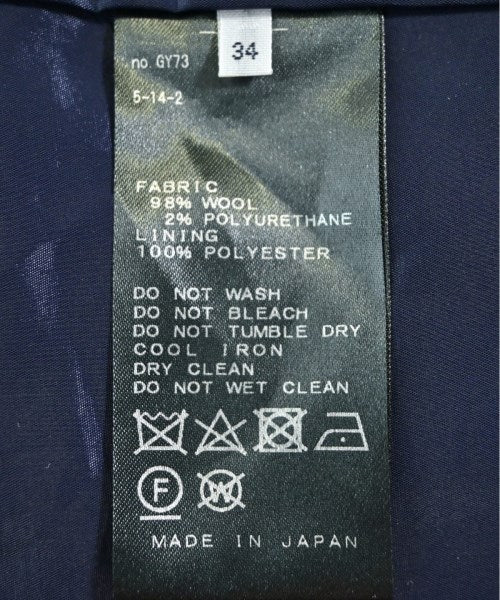 34
no. GY73
5-14-2
FABRIC
98% WOOL
2% POLYURETHANE
LINING
100% POLYESTER
DO NOT WASH
DO NOT BLEACH
DO NOT TUMBLE DRY
COOL IRON
DRY CLEAN
DO NOT WET CLEAN
F W
MADE IN JAPAN